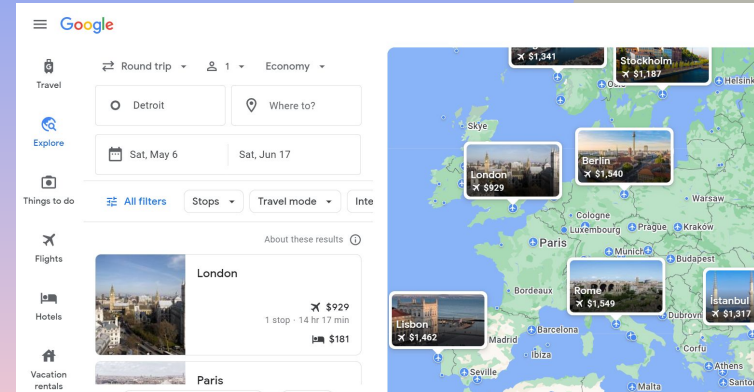 Google
Travel
Explore
Things to do
Flights
Hotels
Vacation
rentals
Round trip
1
Economy
Detroit
Where to?
Sat, May 6
Sat, Jun 17
All filters
Stops
Travel mode
Inte
About these results
London
$929
1 stop · 14 hr 17 min
$181
Paris
$1,341
Stockholm
$1,187
Oslo
Helsink
Skye
Berlin
$1,540
London
$929
Warsaw
Cologne
Luxembourg
Prague
Kraków
Paris
Munich
Budapest
Bordeaux
Rome
$1,549
Istanbul
$1,317
Dubrovni
Lisbon
$1,462
Madrid
Barcelona
Ibiza
Corfu
Athens
Seville
Malta
Santor